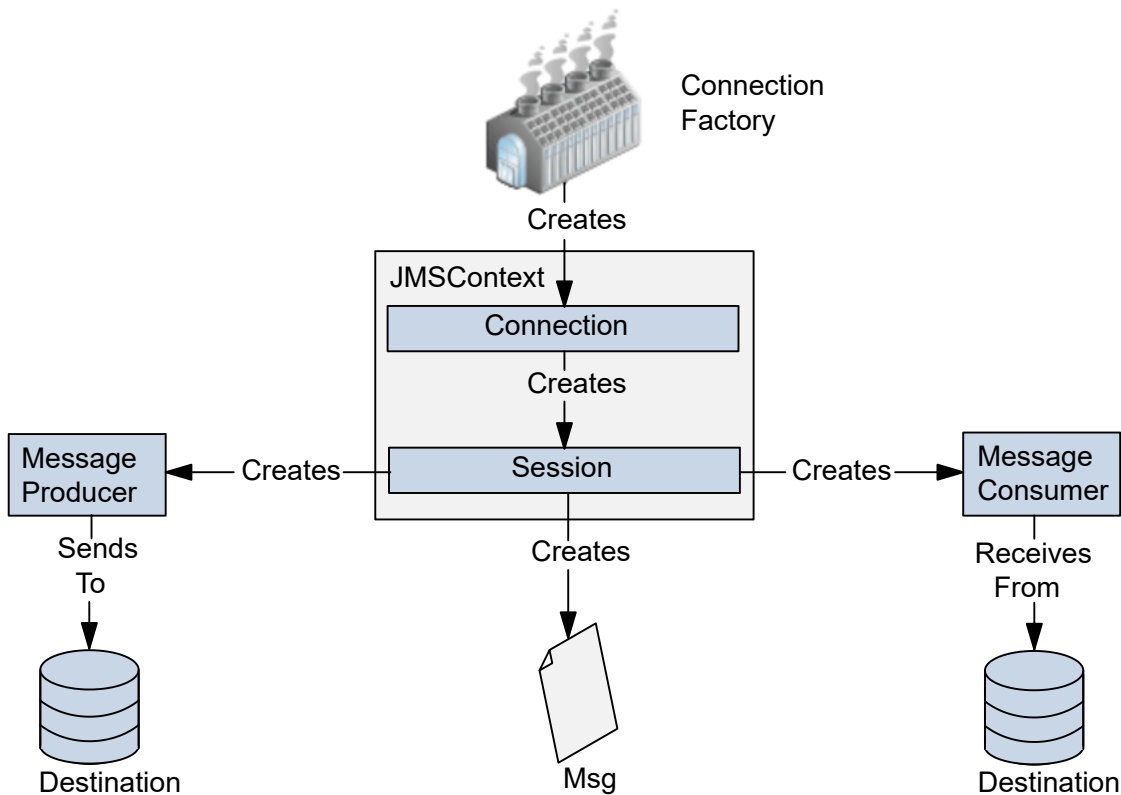 Connection
Factory
Creates
JMSContext
Connection
Creates
Message
Producer
Creates
Session
Creates
Message
Consumer
Sends
To
Creates
Receives
From
Destination
Msg
Destination